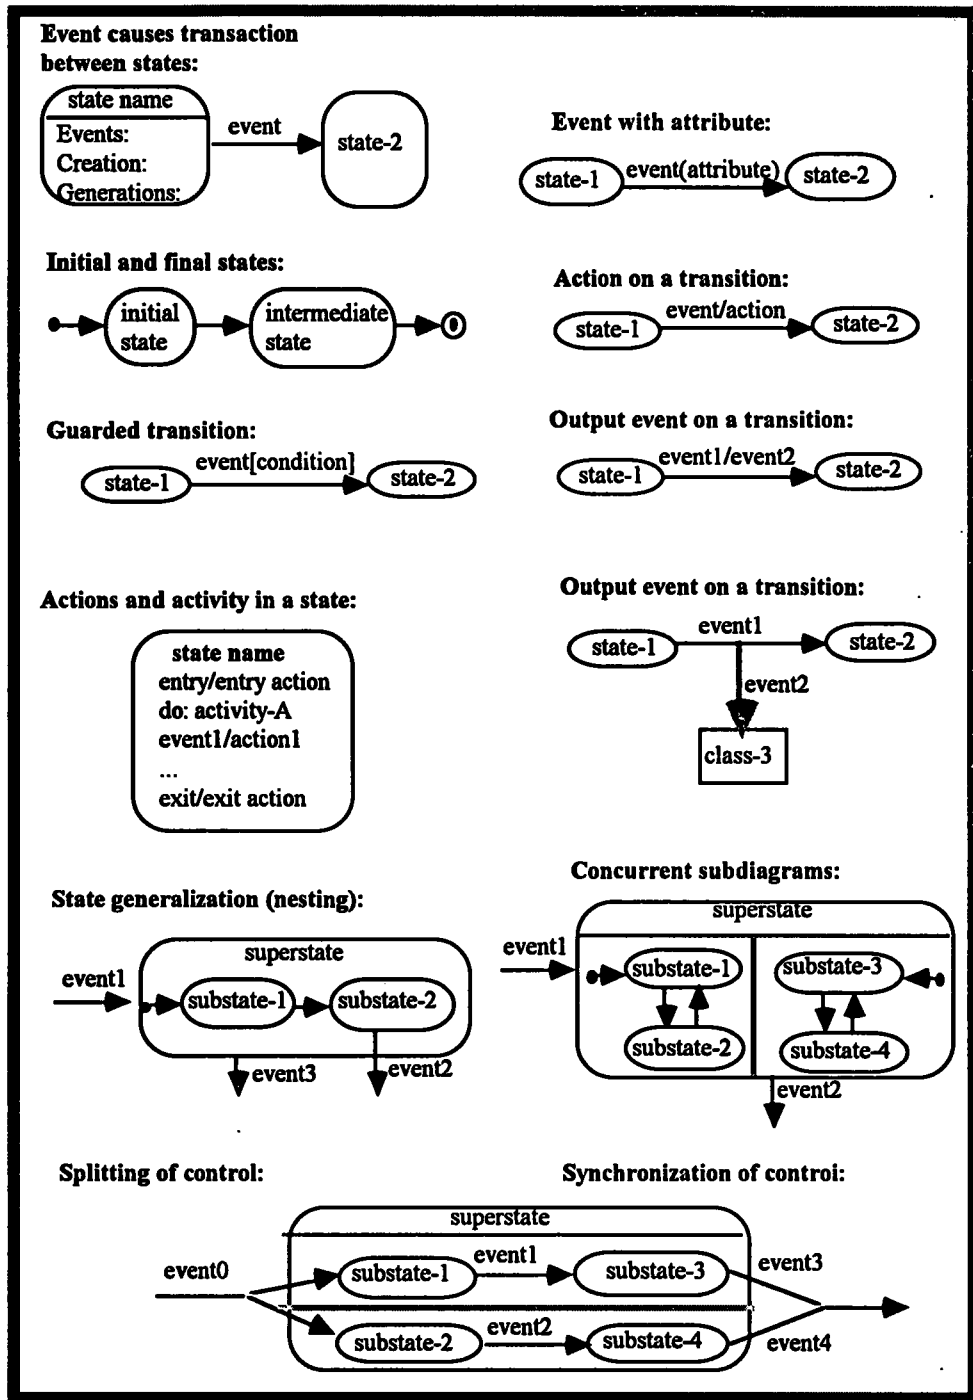 Event causes transaction
between states:
state name
Events:
Creation:
Generations:
event
state-2
Event with attribute:
state-1
event(attribute)
state-2
Initial and final states:
initial
state
intermediate
state
Action on a transition:
state-1
event/action
state-2
Guarded transition:
state-1
event[condition]
state-2
Output event on a transition:
state-1
event1/event2
state-2
Actions and activity in a state:
state name
entry/entry action
do: activity-A
event1/action1
...
exit/exit action
Output event on a transition:
state-1
event1
state-2
event2
class-3
State generalization (nesting):
event1
superstate
substate-1
substate-2
event3
event2
Concurrent subdiagrams:
superstate
event1
substate-1
substate-2
substate-3
substate-4
event2
Splitting of control:
Synchronization of control:
superstate
event0
substate-1
event1
substate-3
event3
substate-2
event2
substate-4
event4